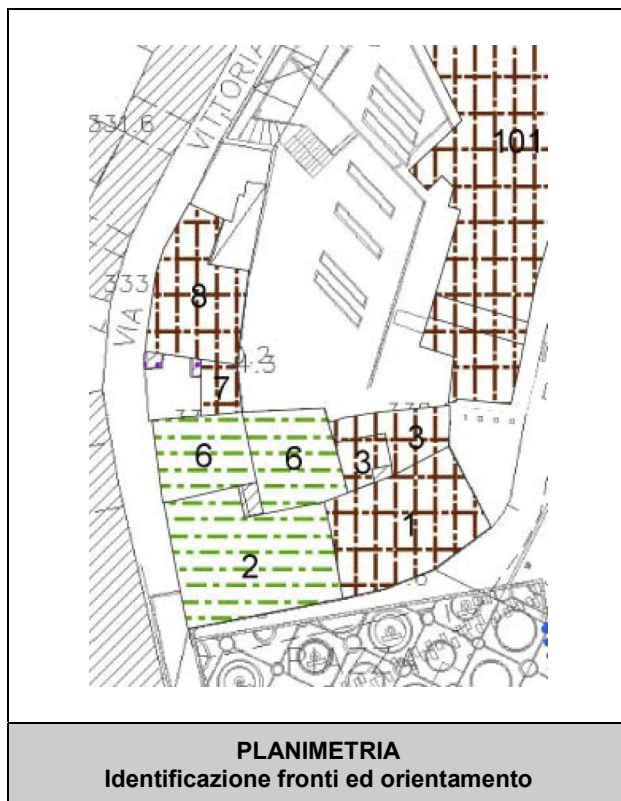 331.6
VITTORIA
101
333
8
VIA
7
6
6
3
3
1
2
PLANIMETRIA
Identificazione fronti ed orientamento